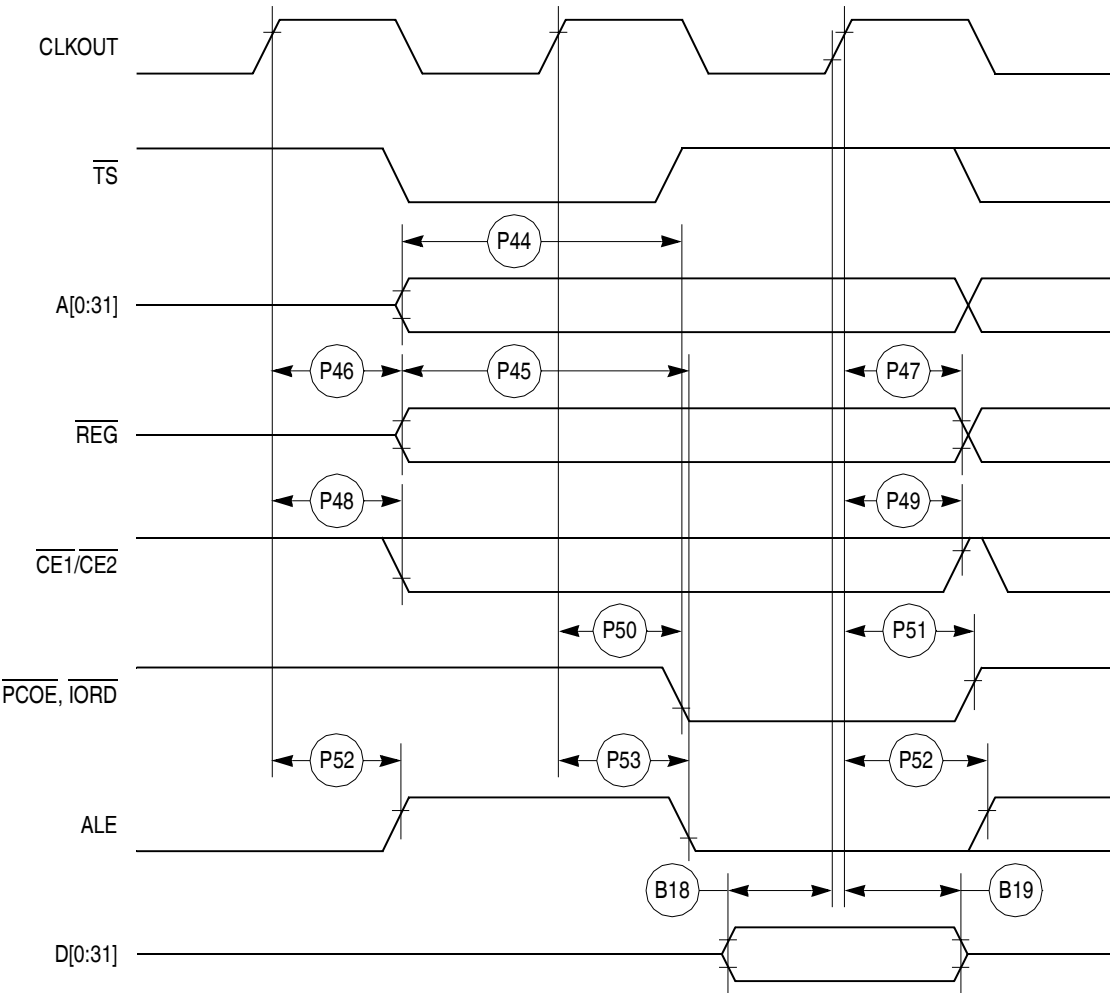 CLKOUT
TS
P44
A[0:31]
P46 P45 P47
REG
P48 P49
CE1/CE2
P50 P51
PCOE, IORD
P52 P53 P52
ALE
B18 B19
D[0:31]